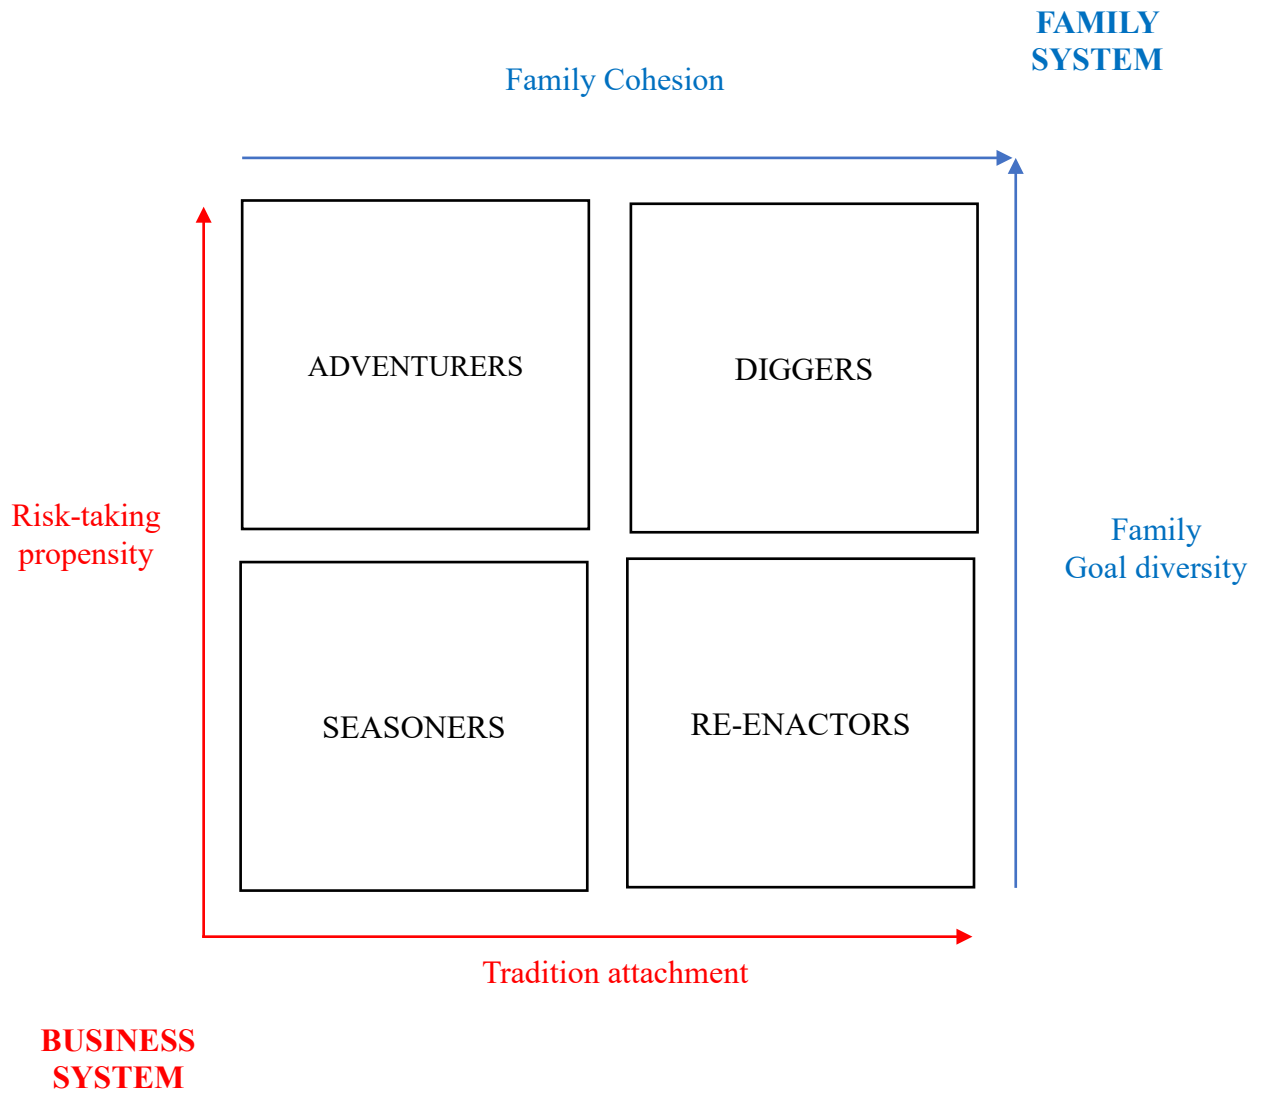 FAMILY
SYSTEM
Family Cohesion
ADVENTURERS
DIGGERS
Risk-taking
propensity
Family
Goal diversity
SEASONERS
RE-ENACTORS
Tradition attachment
BUSINESS
SYSTEM